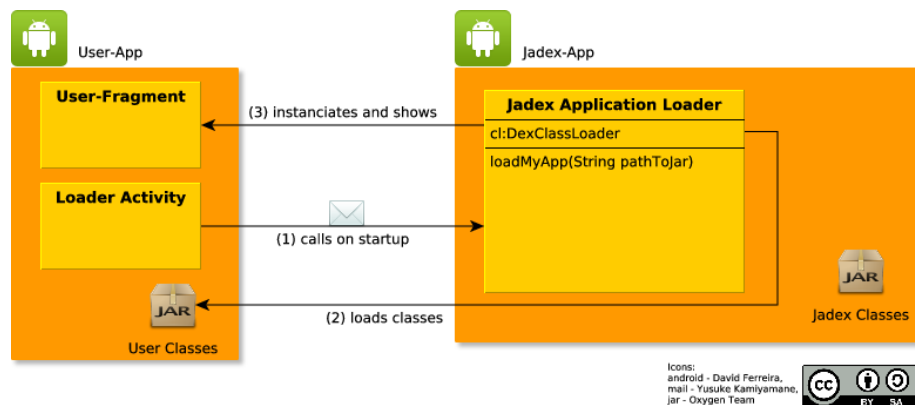 User-App
Jadex-App
User-Fragment
Loader Activity
JAR
User Classes
(3) instanciates and shows
(1) calls on startup
(2) loads classes
Jadex Application Loader
cl:DexClassLoader
loadMyApp(String pathToJar)
JAR
Jadex Classes
Icons:
android - David Ferreira,
mail - Yusuke Kamiyamane,
jar - Oxygen Team
cc
BY SA